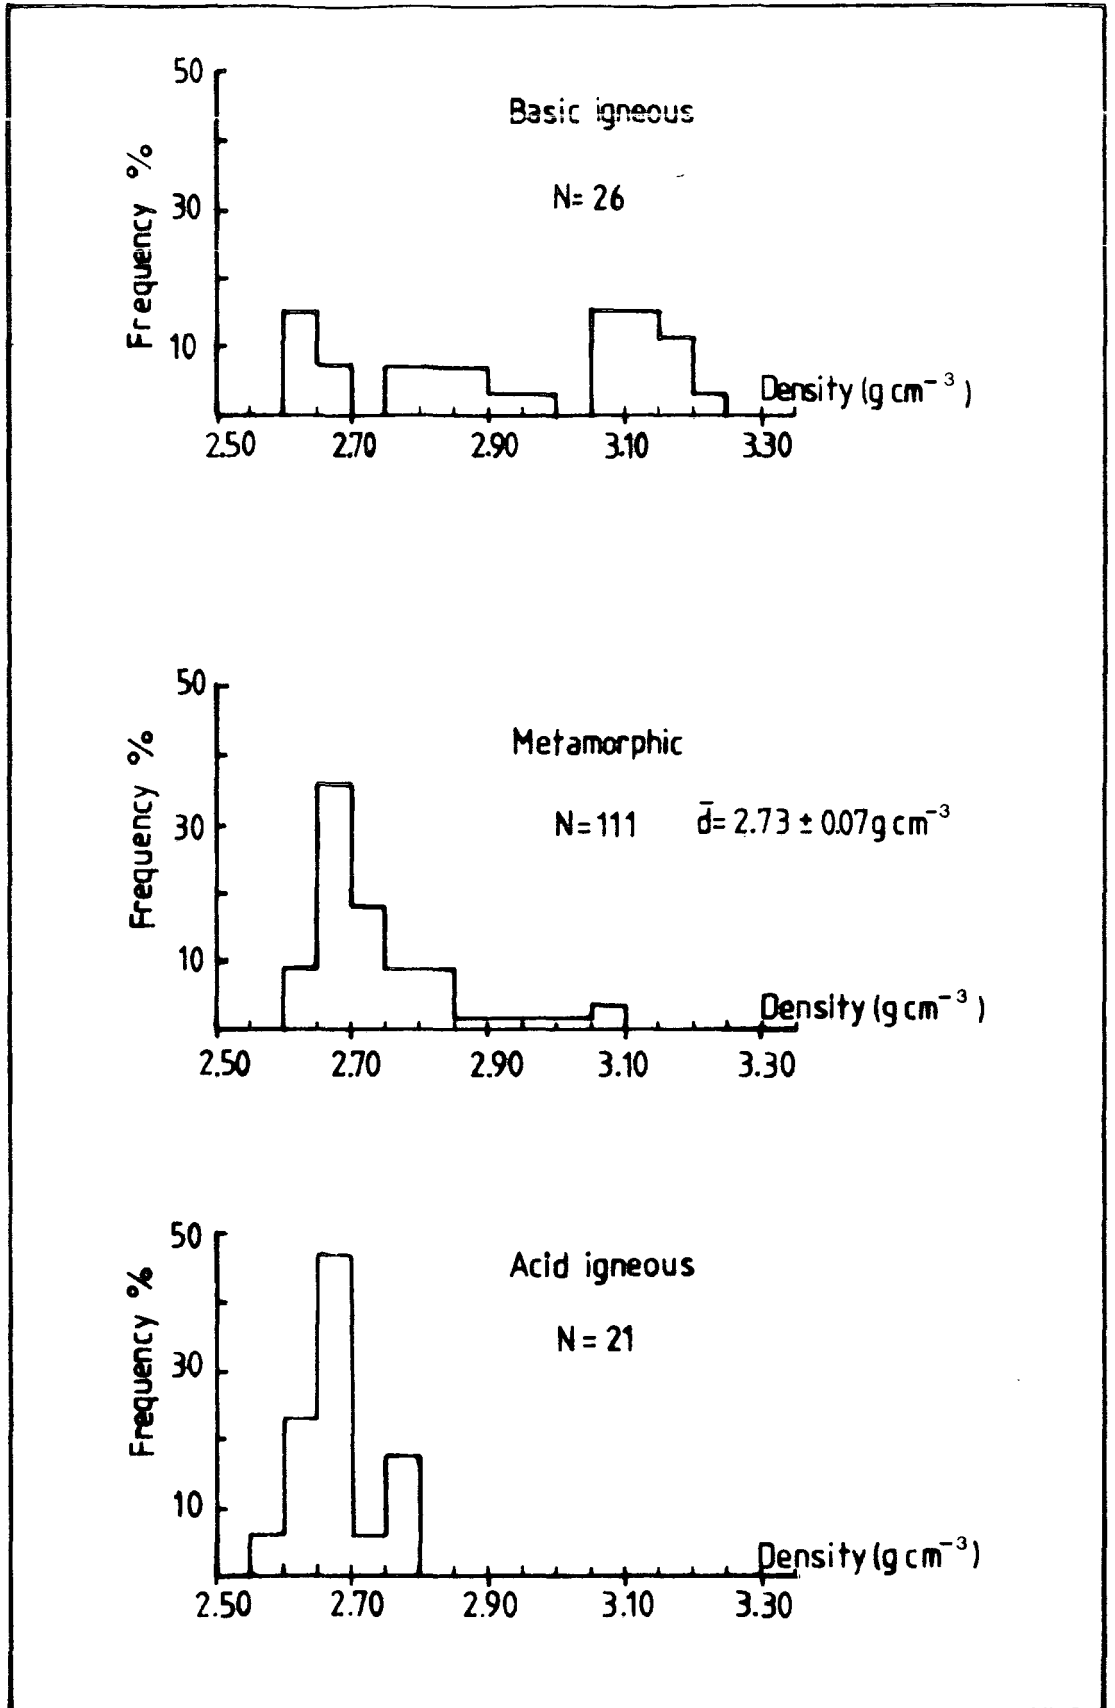 50
Basic igneous
Frequency %
N= 26
30
10
Density (g cm⁻³)
2.50 2.70 2.90 3.10 3.30
50
Metamorphic
Frequency %
N=111 d̄= 2.73 ± 0.07g cm⁻³
30
10
Density (g cm⁻³)
2.50 2.70 2.90 3.10 3.30
50
Acid igneous
Frequency %
N = 21
30
10
Density (g cm⁻³)
2.50 2.70 2.90 3.10 3.30